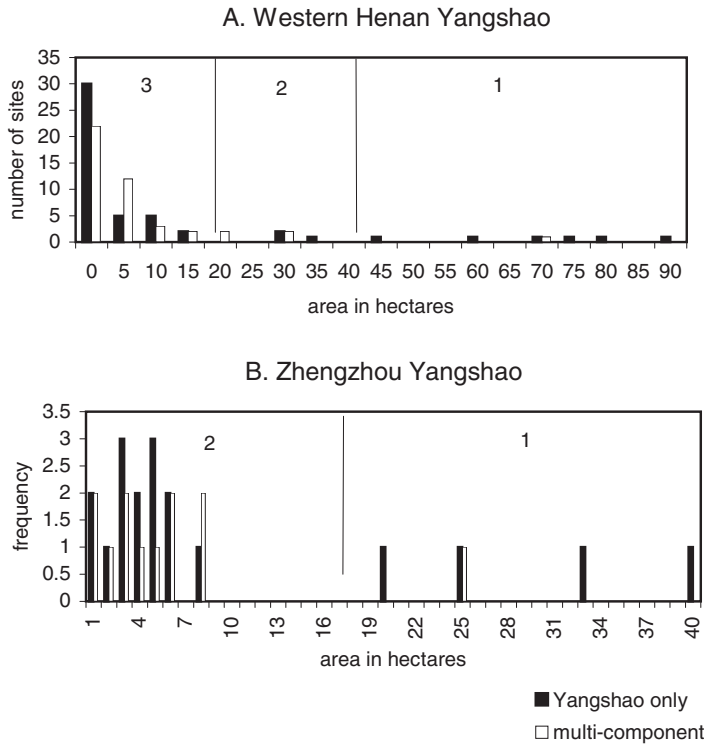 A. Western Henan Yangshao
number of sites
35
30
25
20
15
10
5
0
3
2
1
0 5 10 15 20 25 30 35 40 45 55 60 65 70 75 80 90
area in hectares
B. Zhengzhou Yangshao
frequency
3.5
3
2.5
2
1.5
1
0.5
0
2
1
1 4 7 10 13 16 19 22 25 28 31 34 37 40
area in hectares
Yangshao only
multi-component